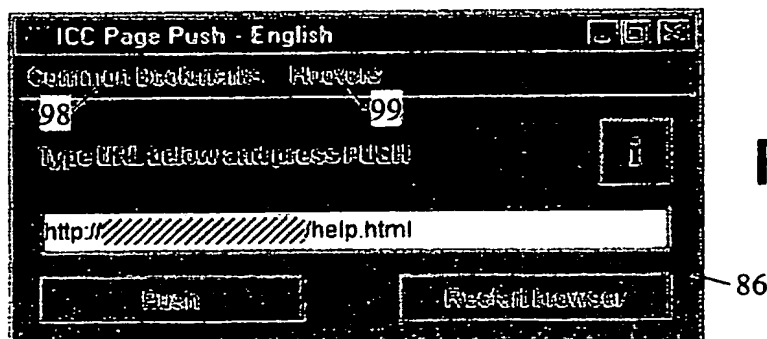 ICC Page Push - English
Common Bookmarks Hoovers
98 99
Type URL below and press PUSH
i
http:// /help.html
Push Restart browser
86